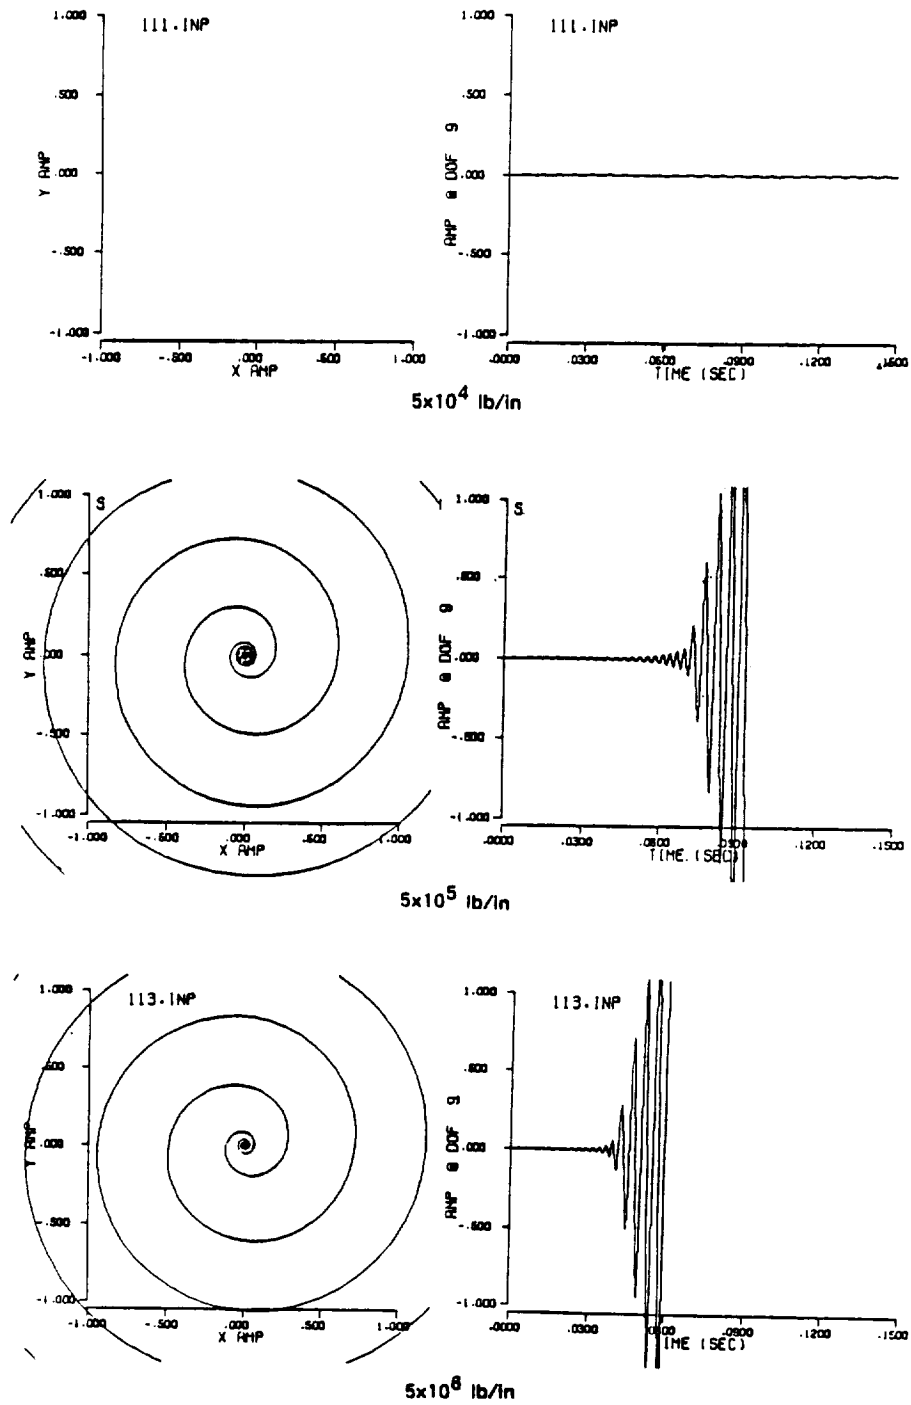 111.INP
1.000
.500
.000
-.500
-1.000
Y AMP
-1.000 -.500 .000 .500 1.000
X AMP
111.INP
1.000
.500
.000
-.500
-1.000
AMP @ DOF 9
-.0000 .0300 .0600 .0900 .1200 .1500
TIME (SEC)
5x10⁴ lb/in
S
1.000
.500
.000
-.500
-1.000
Y AMP
-1.000 -.500 .000 .500 1.000
X AMP
S.
1.000
.500
.000
-.500
-1.000
AMP @ DOF 9
-.0000 .0300 .0600 .0900 .1200 .1500
TIME. (SEC)
5x10⁵ lb/in
113.INP
1.000
.500
.000
-.500
-1.000
Y AMP
-1.000 -.500 .000 .500 1.000
X AMP
113.INP
1.000
.500
.000
-.500
-1.000
AMP @ DOF 9
-.0000 .0300 .0600 .0900 .1200 .1500
IME (SEC)
5x10⁶ lb/in